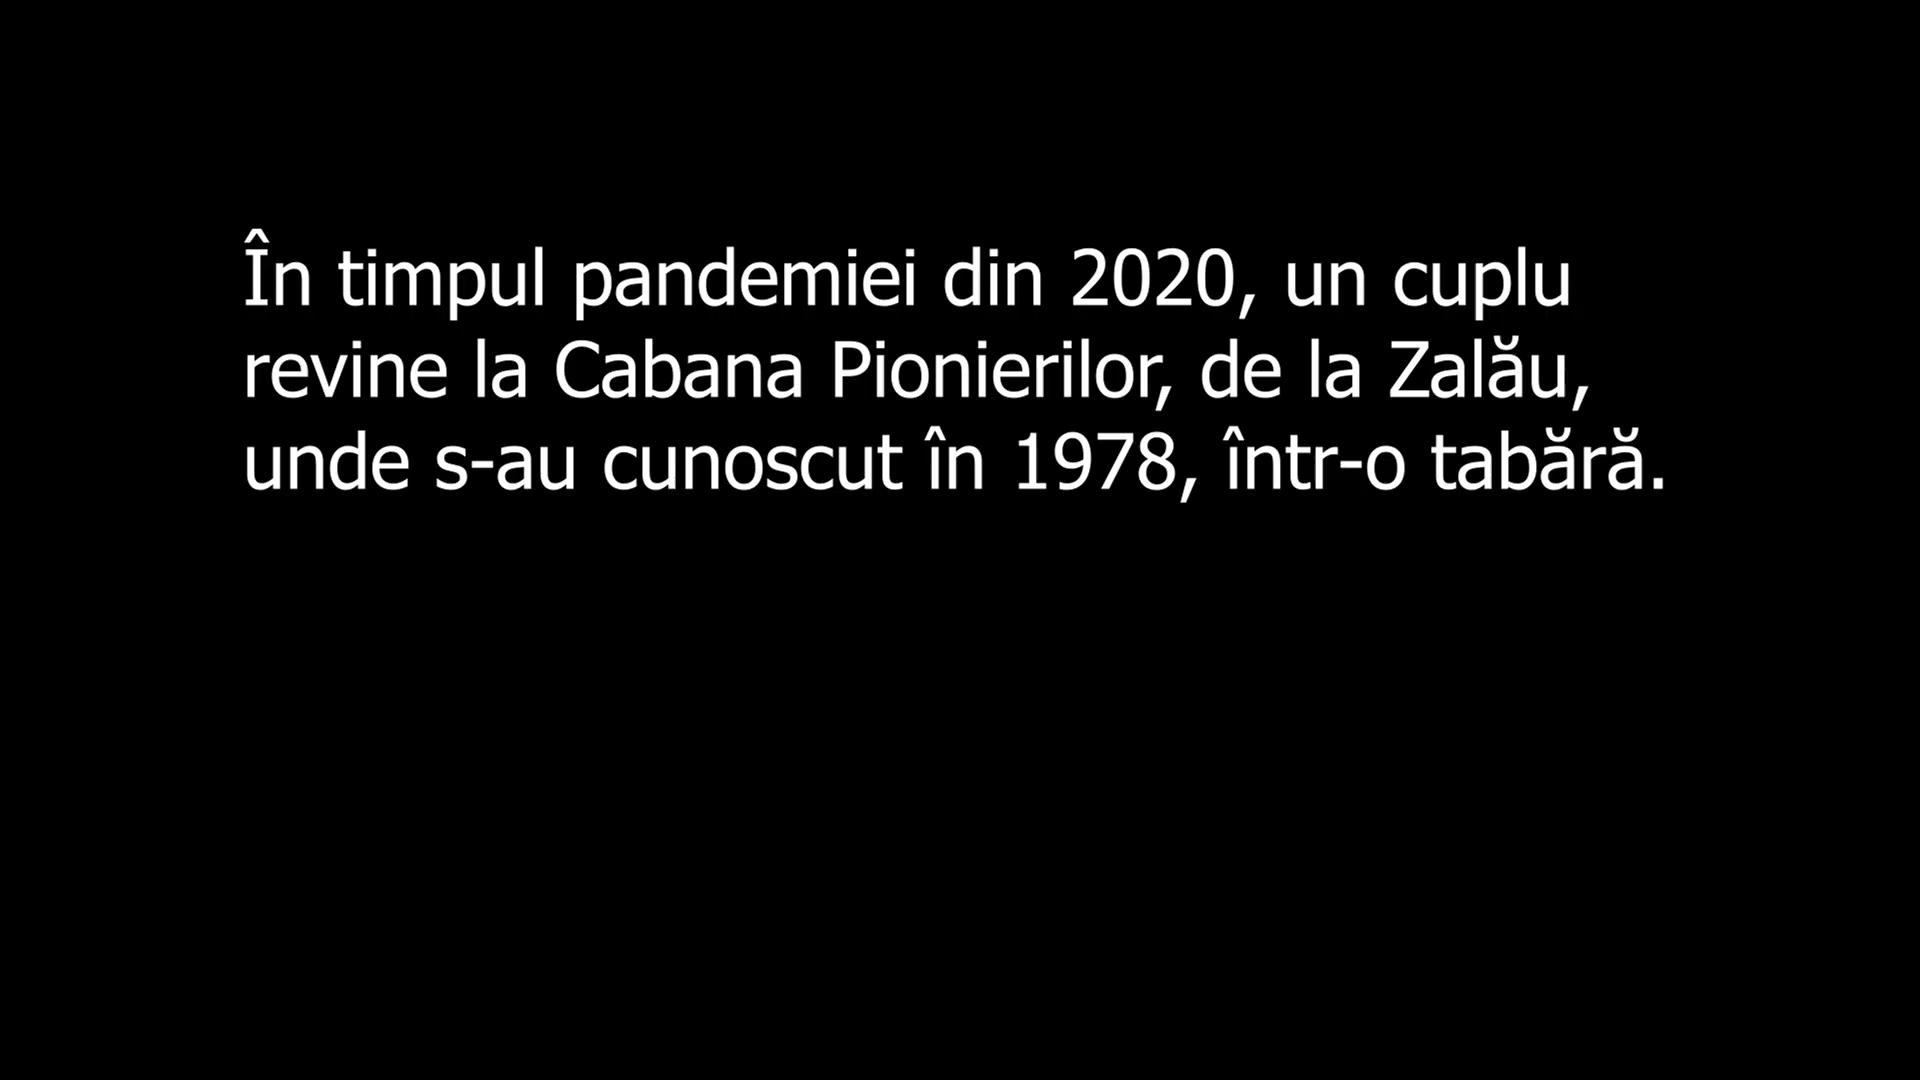 În timpul pandemiei din 2020, un cuplu
revine la Cabana Pionierilor, de la Zalău,
unde s-au cunoscut în 1978, într-o tabără.